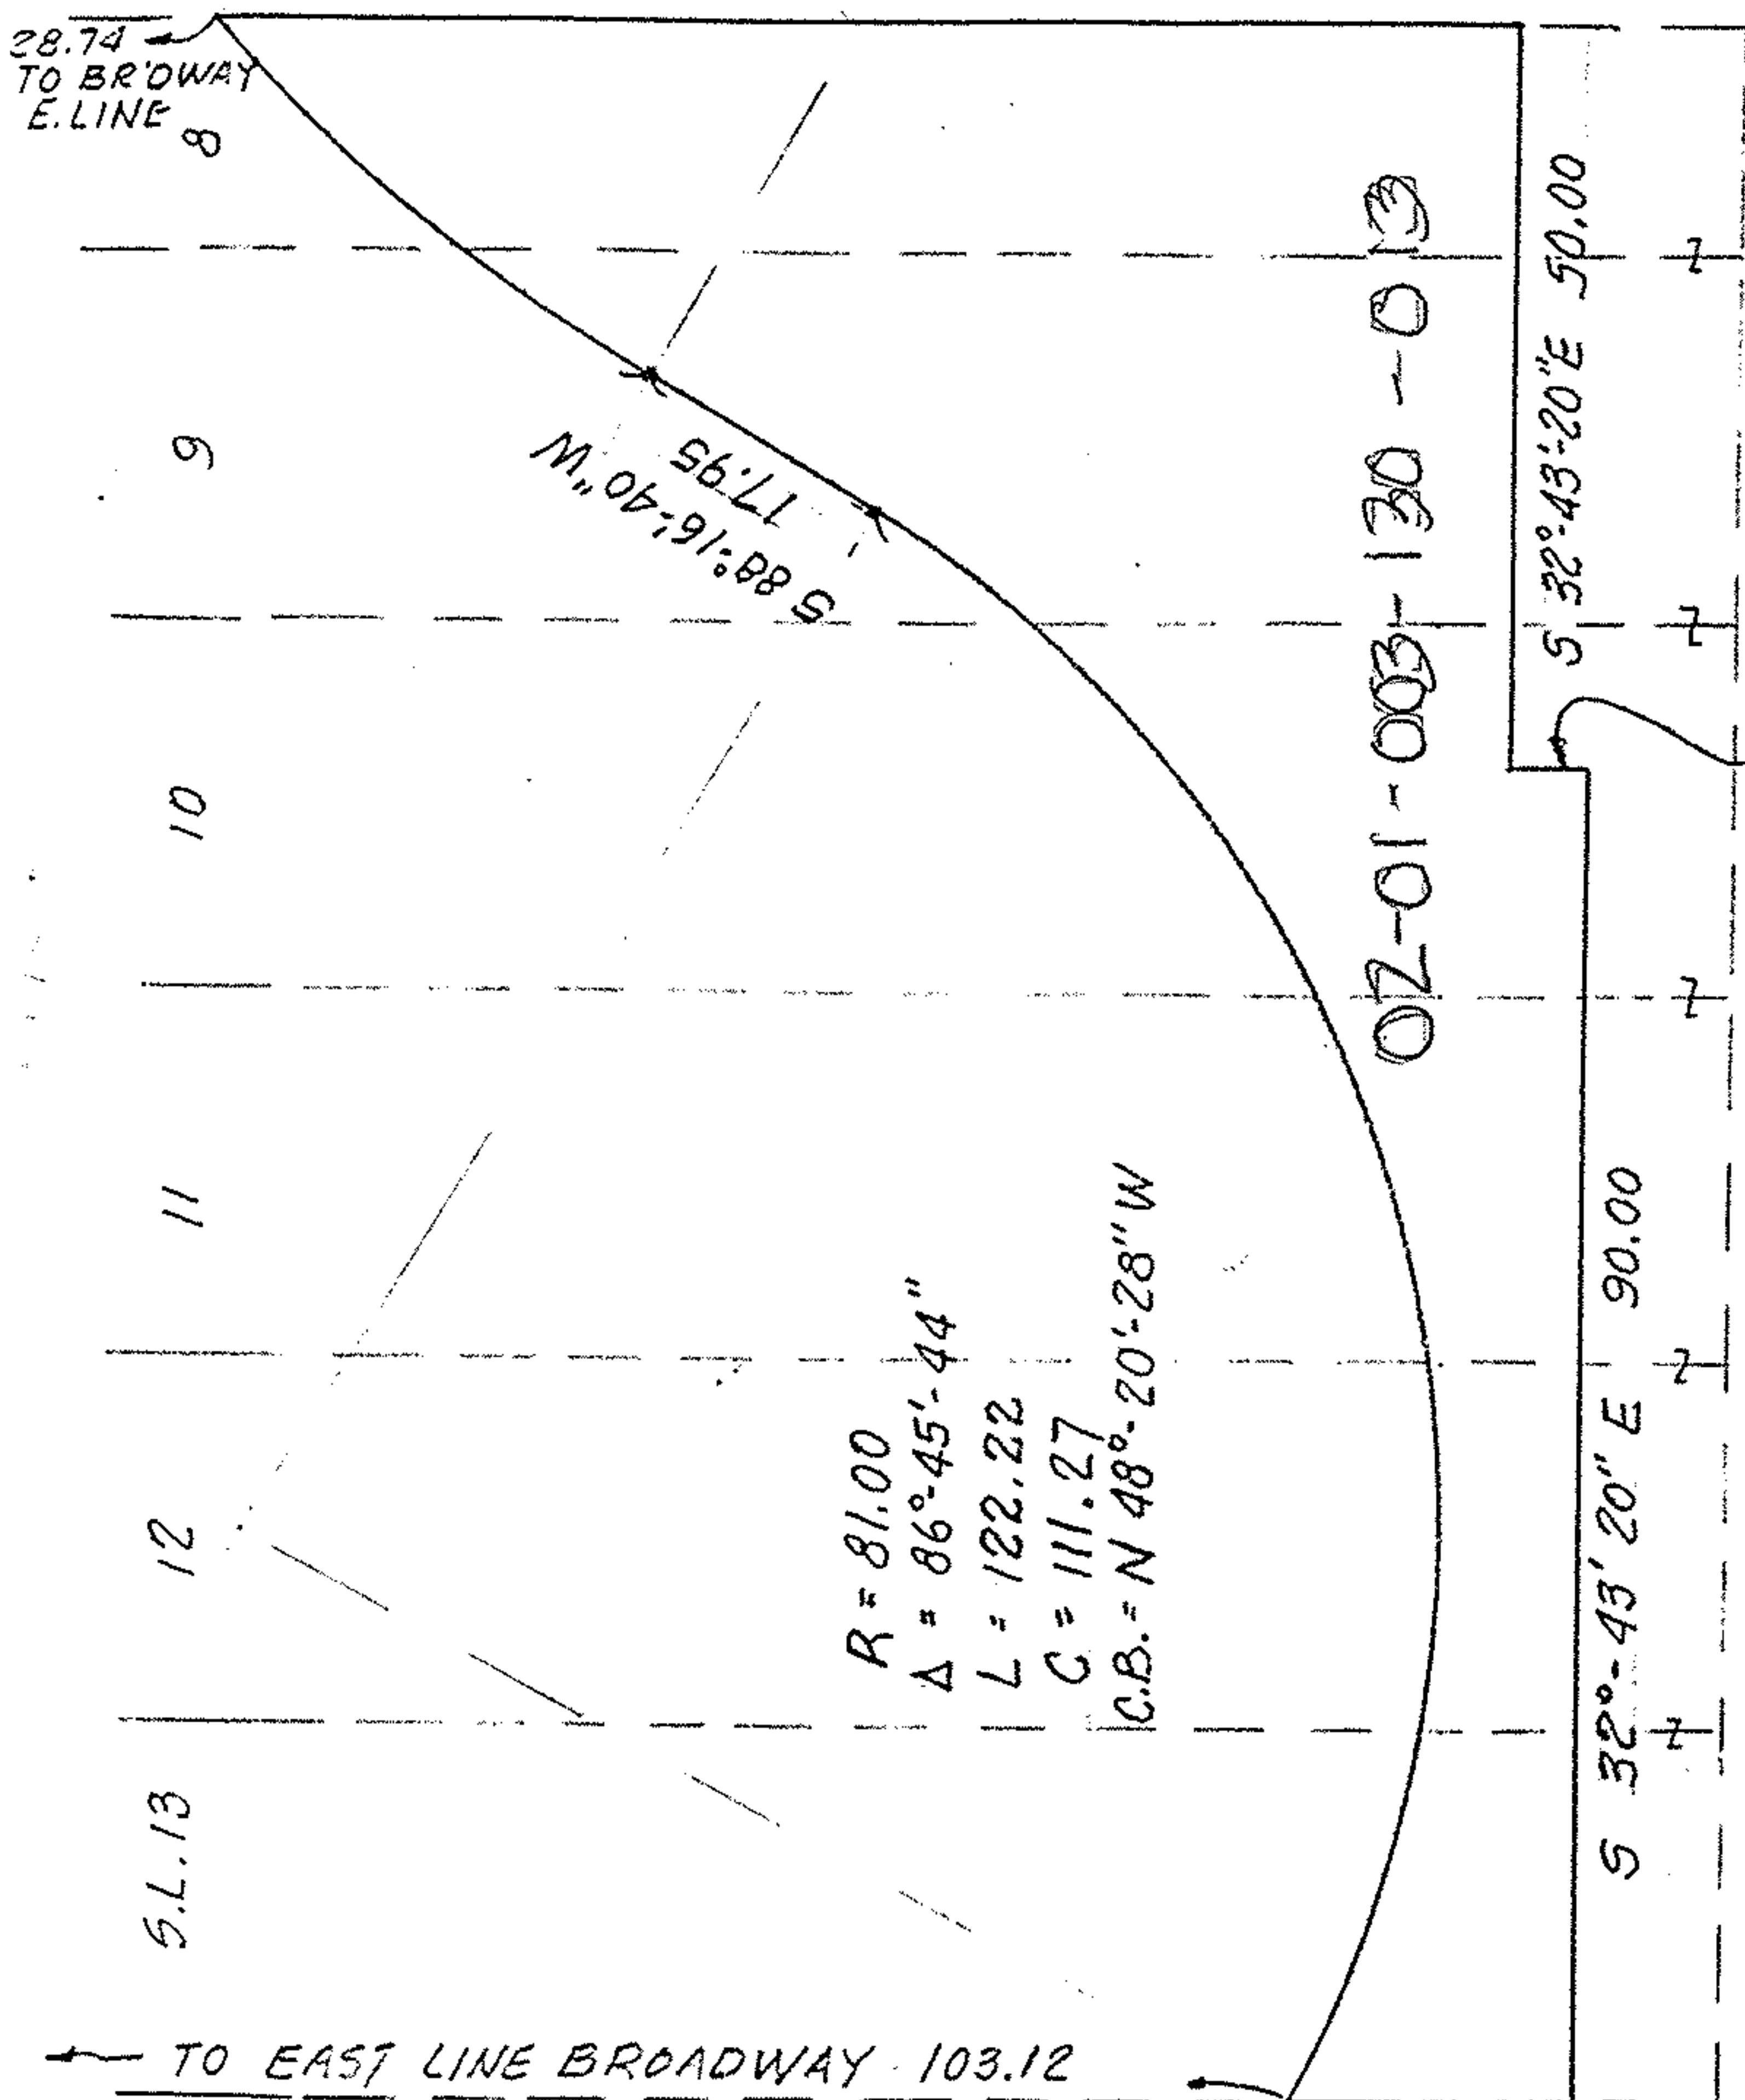 28.74
TO BR'DWAY
E. LINE
8
9
10
11
12
S.L. 13
S 88°-16'-40" W
17.95
02-01-003-130-013
S 32°-43'-20" E 50.00
R = 81.00
Δ = 86°-45'-44"
L = 122.22
C = 111.27
C.B. = N 48°-20'-28" W
S 32°-43' 20" E 90.00
TO EAST LINE BROADWAY 103.12